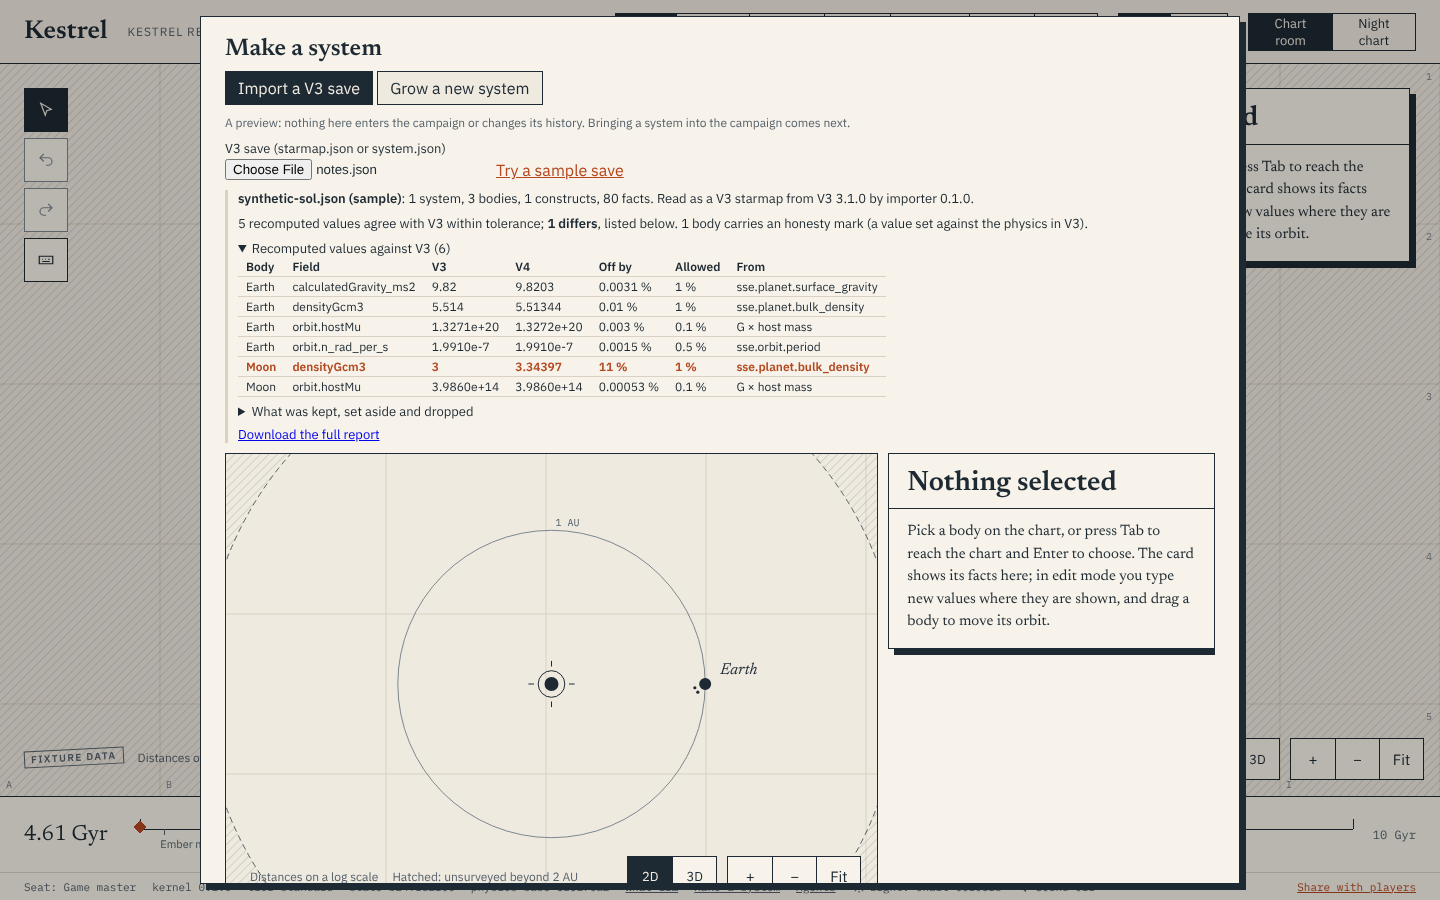 Kestrel
KESTREL RE
Chart room
Night chart
Make a system
Import a V3 save
Grow a new system
A preview: nothing here enters the campaign or changes its history. Bringing a system into the campaign comes next.
V3 save (starmap.json or system.json)
Choose File notes.json
Try a sample save
synthetic-sol.json (sample): 1 system, 3 bodies, 1 constructs, 80 facts. Read as a V3 starmap from V3 3.1.0 by importer 0.1.0.
5 recomputed values agree with V3 within tolerance; 1 differs, listed below. 1 body carries an honesty mark (a value set against the physics in V3).
▼ Recomputed values against V3 (6)
Body Field V3 V4 Off by Allowed From
Earth calculatedGravity_ms2 9.82 9.8203 0.0031 % 1 % sse.planet.surface_gravity
Earth densityGcm3 5.514 5.51344 0.01 % 1 % sse.planet.bulk_density
Earth orbit.hostMu 1.3271e+20 1.3272e+20 0.003 % 0.1 % G × host mass
Earth orbit.n_rad_per_s 1.9910e-7 1.9910e-7 0.0015 % 0.5 % sse.orbit.period
Moon densityGcm3 3 3.34397 11 % 1 % sse.planet.bulk_density
Moon orbit.hostMu 3.9860e+14 3.9860e+14 0.00053 % 0.1 % G × host mass
▶ What was kept, set aside and dropped
Download the full report
1 AU
Earth
Distances on a log scale Hatched: unsurveyed beyond 2 AU
2D 3D + − Fit
Nothing selected
Pick a body on the chart, or press Tab to
reach the chart and Enter to choose. The card
shows its facts here; in edit mode you type
new values where they are shown, and drag a
body to move its orbit.
d
ss Tab to reach the
card shows its facts
w values where they are
e its orbit.
1
2
3
4
5
FIXTURE DATA
Distances o
A B I
3D + − Fit
4.61 Gyr
Ember
10 Gyr
Seat: Game master kernel
Share with players